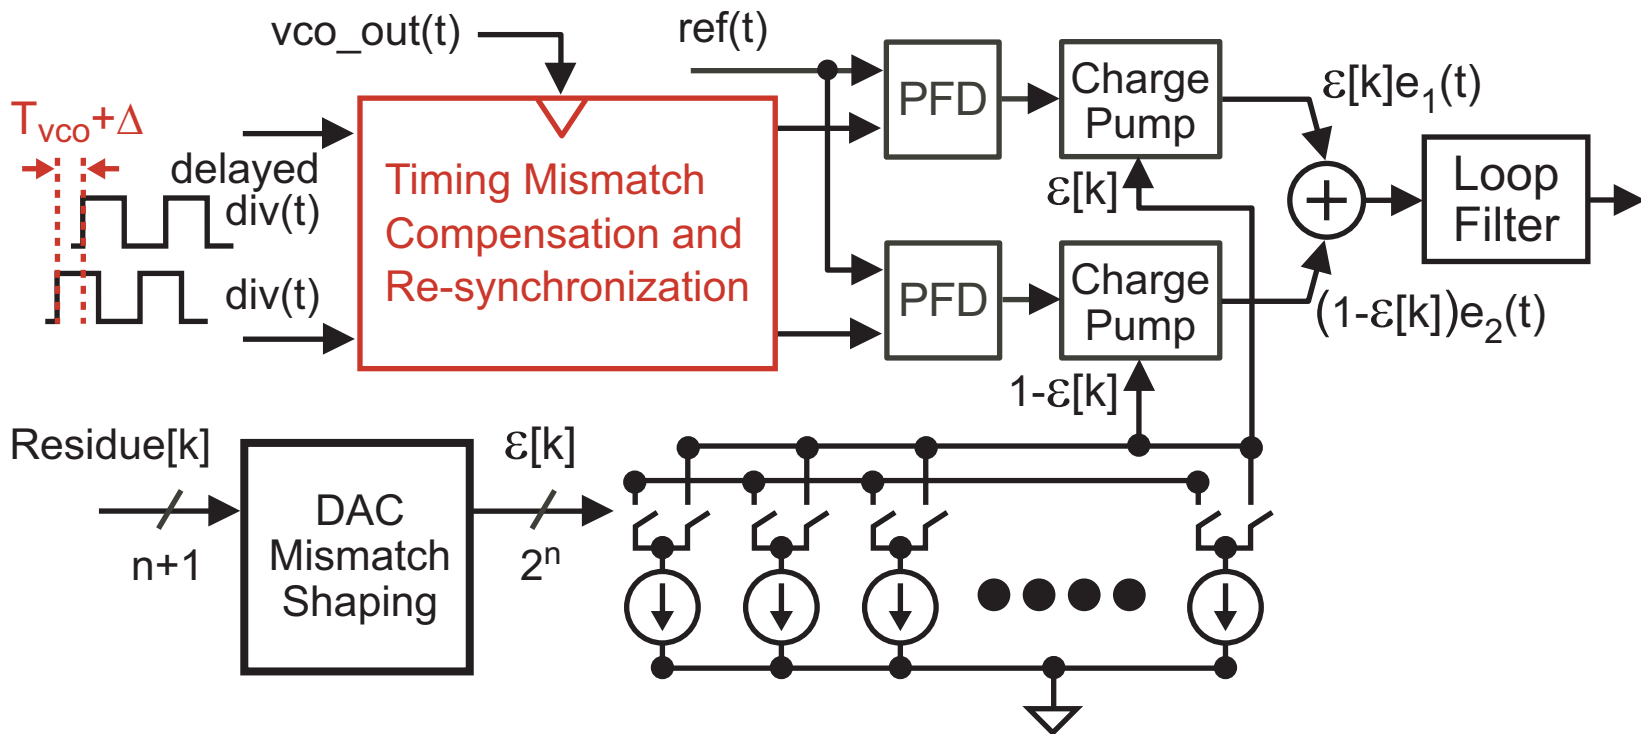 vco_out(t)
ref(t)
T_vco+Δ
delayed
div(t)
div(t)
Timing Mismatch
Compensation and
Re-synchronization
PFD
Charge
Pump
ε[k]e₁(t)
ε[k]
PFD
Charge
Pump
(1-ε[k])e₂(t)
1-ε[k]
+
Loop
Filter
Residue[k]
n+1
DAC
Mismatch
Shaping
ε[k]
2ⁿ